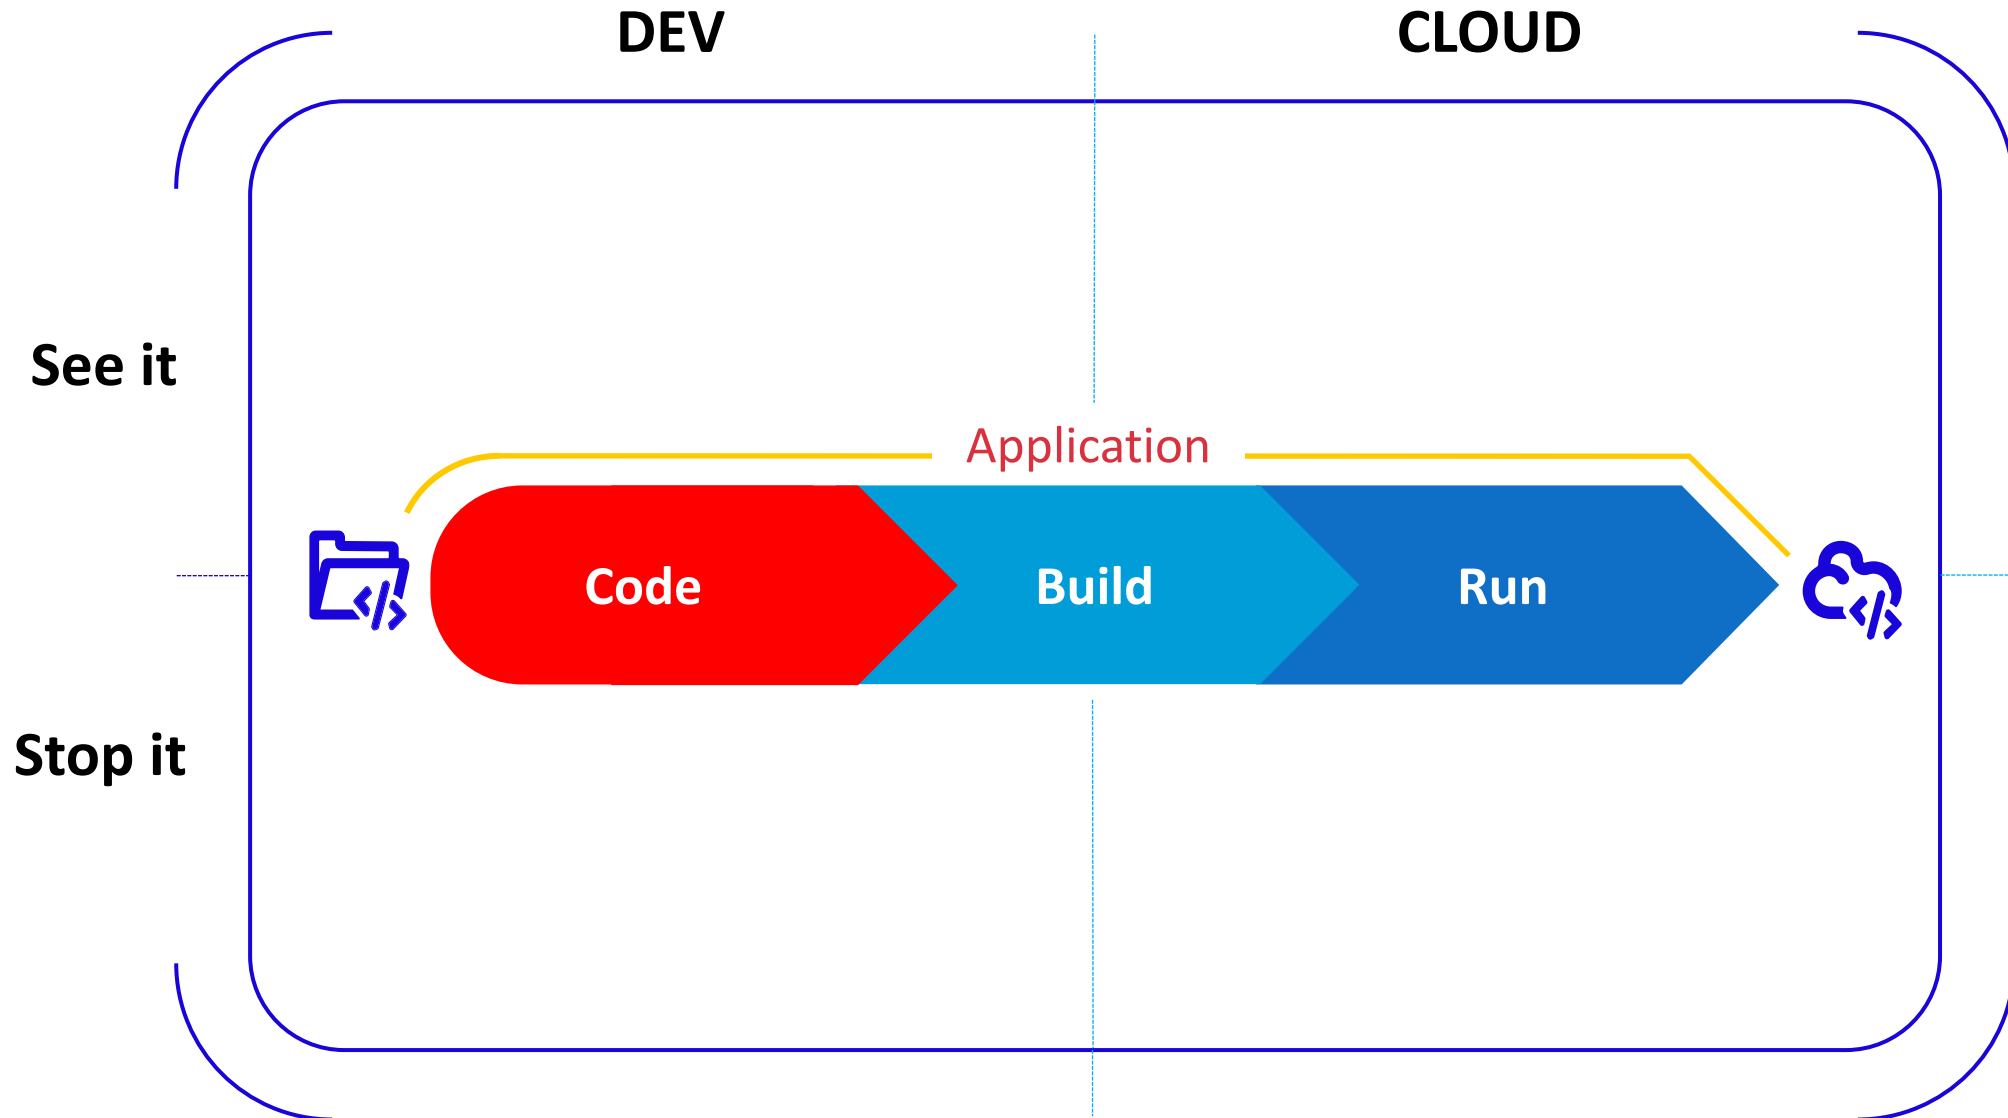 DEV
CLOUD
See it
Application
Code
Build
Run
Stop it